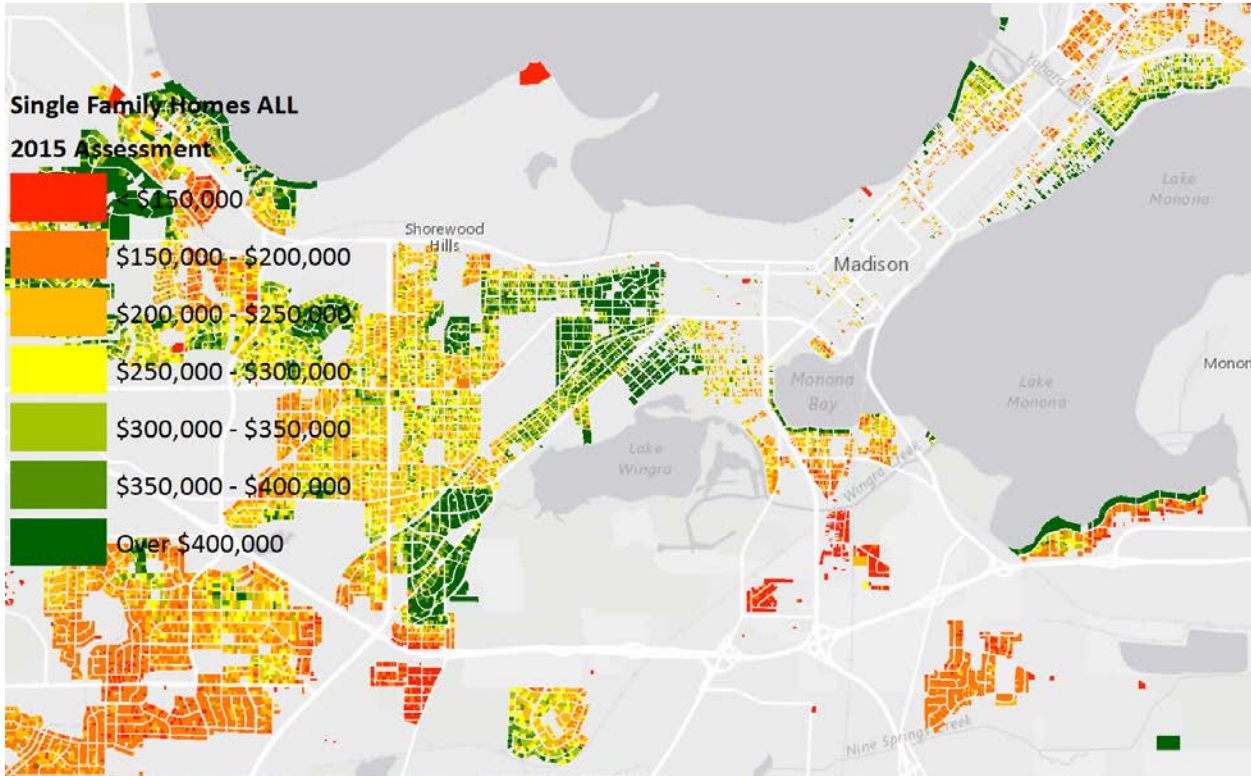 Single Family Homes ALL
2015 Assessment
< $150,000
$150,000 - $200,000
$200,000 - $250,000
$250,000 - $300,000
$300,000 - $350,000
$350,000 - $400,000
Over $400,000
Shorewood
Hills
Madison
Yahara
Lake
Monona
Monona
Bay
Lake
Monona
Monon
Lake
Wingra
Wingra Creek
Nine Springs Creek